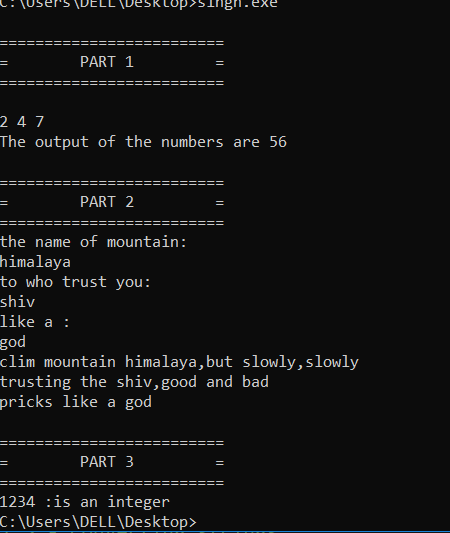 C:\Users\DELL\Desktop>singh.exe
=========================
=        PART 1         =
=========================
2 4 7
The output of the numbers are 56
=========================
=        PART 2         =
=========================
the name of mountain:
himalaya
to who trust you:
shiv
like a :
god
clim mountain himalaya,but slowly,slowly
trusting the shiv,good and bad
pricks like a god
=========================
=        PART 3         =
=========================
1234 :is an integer
C:\Users\DELL\Desktop>